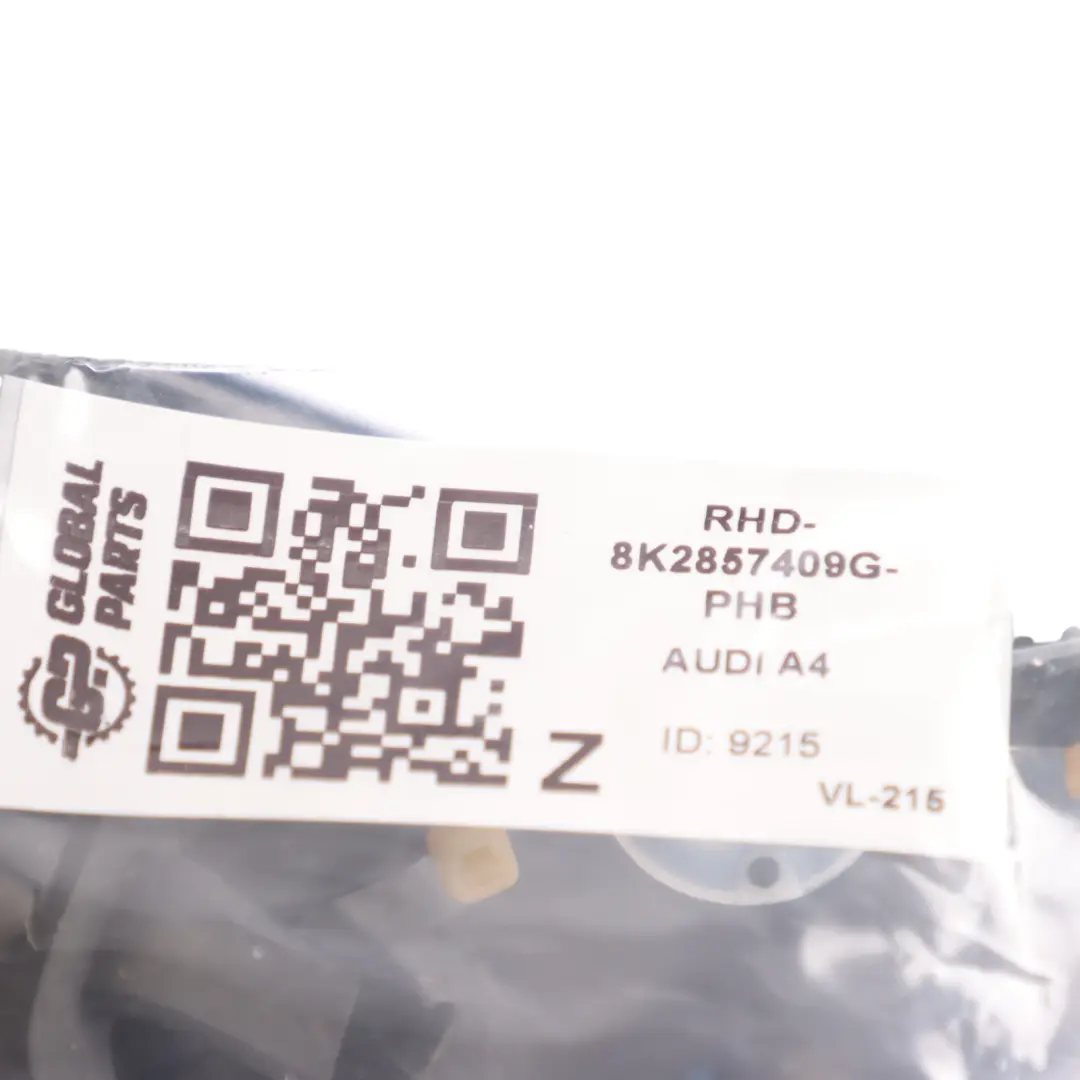 GLOBAL
PARTS
RHD-
8K2857409G-
PHB
AUDI A4
ID: 9215
Z
VL-215